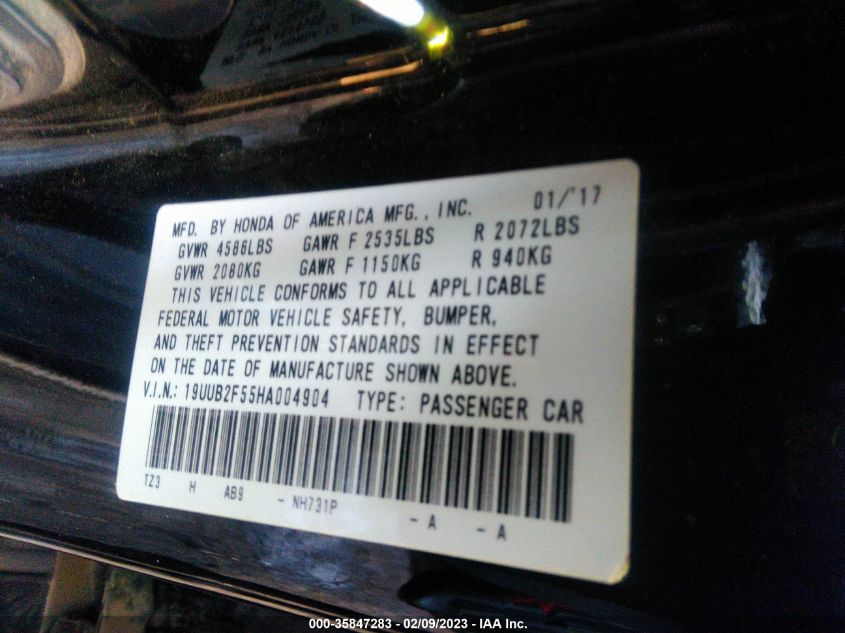 MFD. BY HONDA OF AMERICA MFG., INC. 01/'17
GVWR 4586LBS GAWR F 2535LBS R 2072LBS
GVWR 2080KG GAWR F 1150KG R 940KG
THIS VEHICLE CONFORMS TO ALL APPLICABLE
FEDERAL MOTOR VEHICLE SAFETY, BUMPER,
AND THEFT PREVENTION STANDARDS IN EFFECT
ON THE DATE OF MANUFACTURE SHOWN ABOVE.
V.I.N.: 19UUB2F55HA004904 TYPE: PASSENGER CAR
TZ3 H AB9 - NH731P - A - A
000-35847283 - 02/09/2023 - IAA Inc.